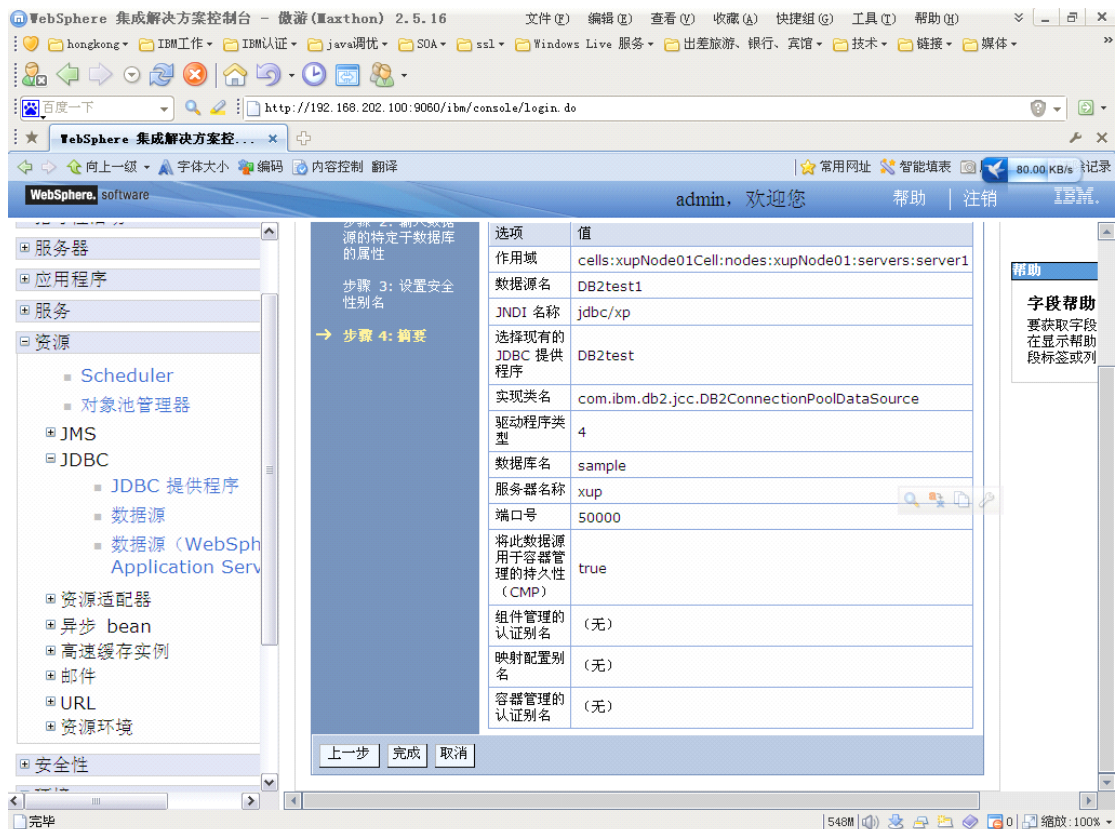 WebSphere 集成解决方案控制台 - 傲游(Maxthon) 2.5.16 文件(F) 编辑(E) 查看(V) 收藏(A) 快捷组(G) 工具(T) 帮助(H)
hongkong IBM工作 IBM认证 java调优 SOA ssl Windows Live 服务 出差旅游、银行、宾馆 技术 链接 媒体
百度一下 http://192.168.202.100:9060/ibm/console/login.do
WebSphere 集成解决方案控...
向上一级 字体大小 编码 内容控制 翻译 常用网址 智能填表 80.00 KB/s 记录
WebSphere. software admin，欢迎您 帮助 注销 IBM.
服务器
应用程序
服务
资源
Scheduler
对象池管理器
JMS
JDBC
JDBC 提供程序
数据源
数据源（WebSph
Application Serv
资源适配器
异步 bean
高速缓存实例
邮件
URL
资源环境
安全性
步骤 2: 输入数据
源的特定于数据库
的属性
步骤 3: 设置安全
性别名
步骤 4: 摘要
选项 值
作用域 cells:xupNode01Cell:nodes:xupNode01:servers:server1
数据源名 DB2test1
JNDI 名称 jdbc/xp
选择现有的
JDBC 提供
程序
DB2test
实现类名 com.ibm.db2.jcc.DB2ConnectionPoolDataSource
驱动程序类
型
4
数据库名 sample
服务器名称 xup
端口号 50000
将此数据源
用于容器管
理的持久性
（CMP）
true
组件管理的
认证别名
（无）
映射配置别
名
（无）
容器管理的
认证别名
（无）
上一步 完成 取消
帮助
字段帮助
要获取字段
在显示帮助
段标签或列
完毕 548M 0 缩放:100%